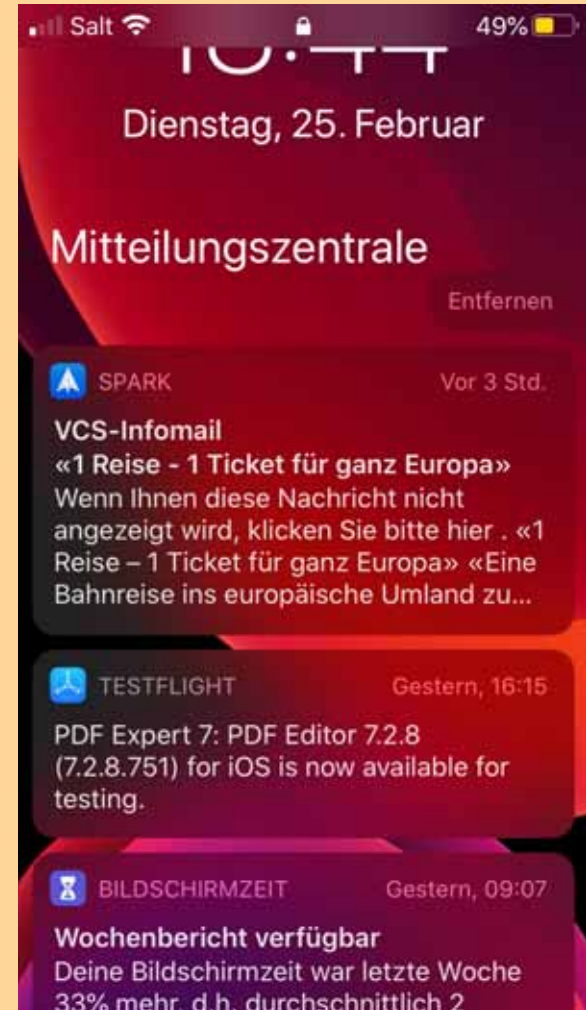 Salt 49%
Dienstag, 25. Februar
Mitteilungszentrale
Entfernen
SPARK Vor 3 Std.
VCS-Infomail
«1 Reise - 1 Ticket für ganz Europa»
Wenn Ihnen diese Nachricht nicht
angezeigt wird, klicken Sie bitte hier . «1
Reise – 1 Ticket für ganz Europa» «Eine
Bahnreise ins europäische Umland zu...
TESTFLIGHT Gestern, 16:15
PDF Expert 7: PDF Editor 7.2.8
(7.2.8.751) for iOS is now available for
testing.
BILDSCHIRMZEIT Gestern, 09:07
Wochenbericht verfügbar
Deine Bildschirmzeit war letzte Woche
33% mehr, d.h. durchschnittlich 2